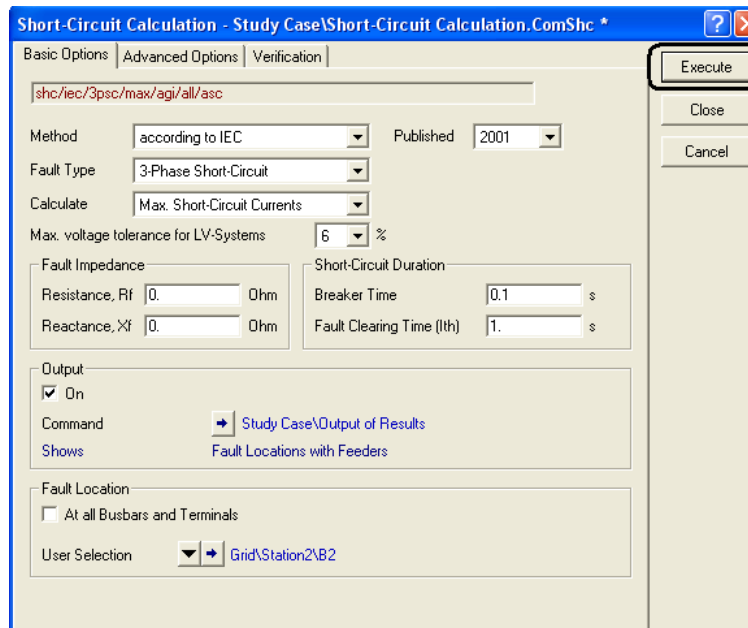 Short-Circuit Calculation - Study Case\Short-Circuit Calculation.ComShc *
Basic Options Advanced Options Verification
Execute
shc/iec/3psc/max/agi/all/asc
Close
Method according to IEC Published 2001
Cancel
Fault Type 3-Phase Short-Circuit
Calculate Max. Short-Circuit Currents
Max. voltage tolerance for LV-Systems 6 %
Fault Impedance
Resistance, Rf 0. Ohm
Reactance, Xf 0. Ohm
Short-Circuit Duration
Breaker Time 0.1 s
Fault Clearing Time (Ith) 1. s
Output
On
Command Study Case\Output of Results
Shows Fault Locations with Feeders
Fault Location
At all Busbars and Terminals
User Selection Grid\Station2\B2